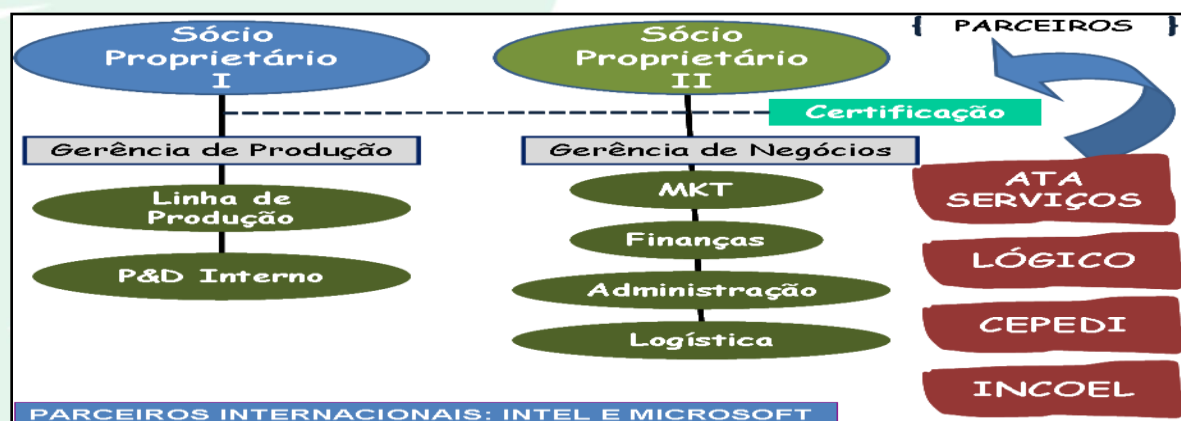 Sócio
Proprietário
I
Sócio
Proprietário
II
{ PARCEIROS }
Certificação
Gerência de Produção
Gerência de Negócios
Linha de
Produção
P&D Interno
MKT
Finanças
Administração
Logística
ATA
SERVIÇOS
LÓGICO
CEPEDI
INCOEL
PARCEIROS INTERNACIONAIS: INTEL E MICROSOFT